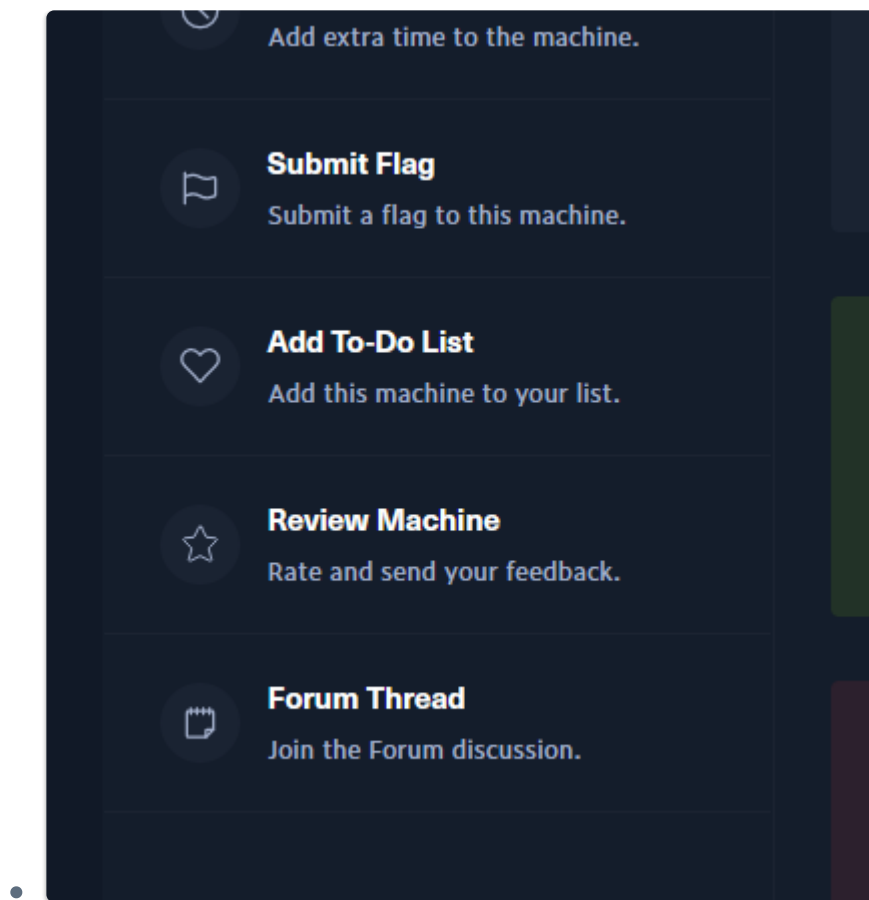 Add extra time to the machine.
Submit Flag
Submit a flag to this machine.
Add To-Do List
Add this machine to your list.
Review Machine
Rate and send your feedback.
Forum Thread
Join the Forum discussion.